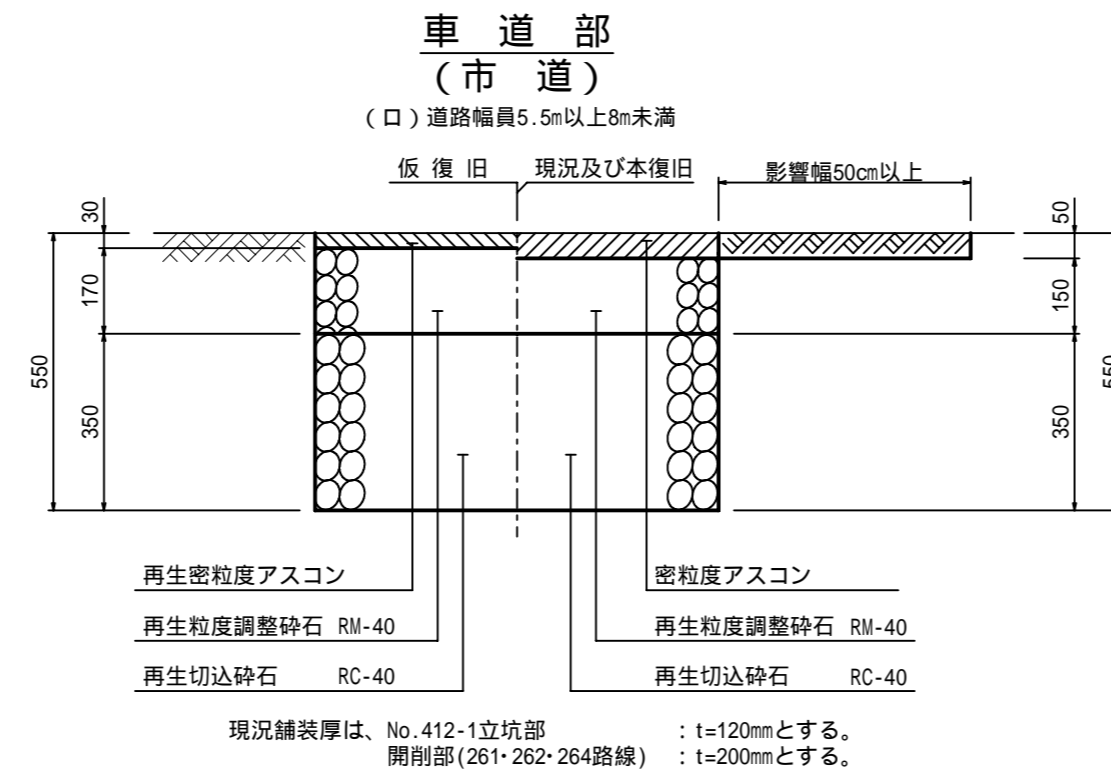 車 道 部
(市 道)
(ロ)道路幅員5.5m以上8m未満
仮 復 旧
現況及び本復旧
影響幅50cm以上
30
170
350
550
50
150
350
550
再生密粒度アスコン
密粒度アスコン
再生粒度調整砕石 RM-40
再生粒度調整砕石 RM-40
再生切込砕石 RC-40
再生切込砕石 RC-40
現況舗装厚は、No.412-1立坑部 :t=120mmとする。
開削部(261・262・264路線) :t=200mmとする。